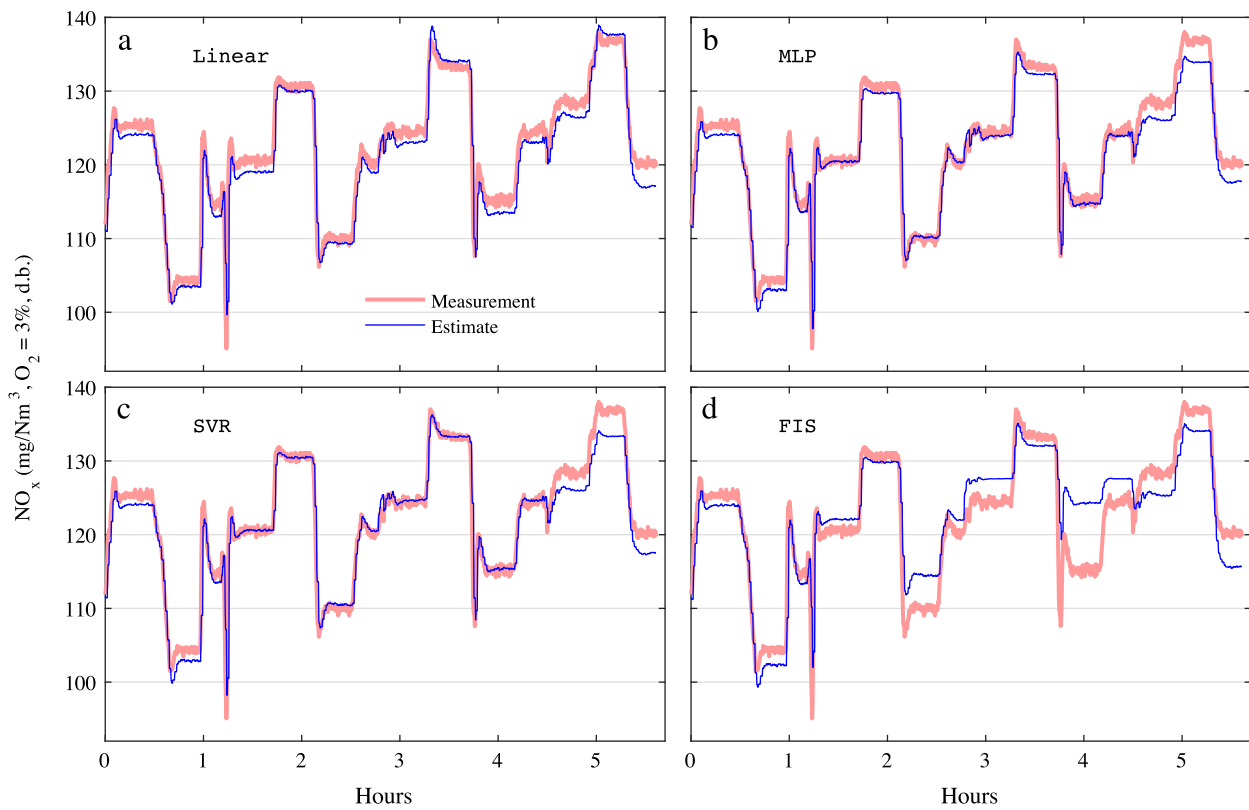 140
130
120
110
100
a
Linear
Measurement
Estimate
b
MLP
140
130
120
110
100
c
SVR
d
FIS
0 1 2 3 4 5
0 1 2 3 4 5
Hours
Hours
NOx (mg/Nm3, O2 = 3%, d.b.)